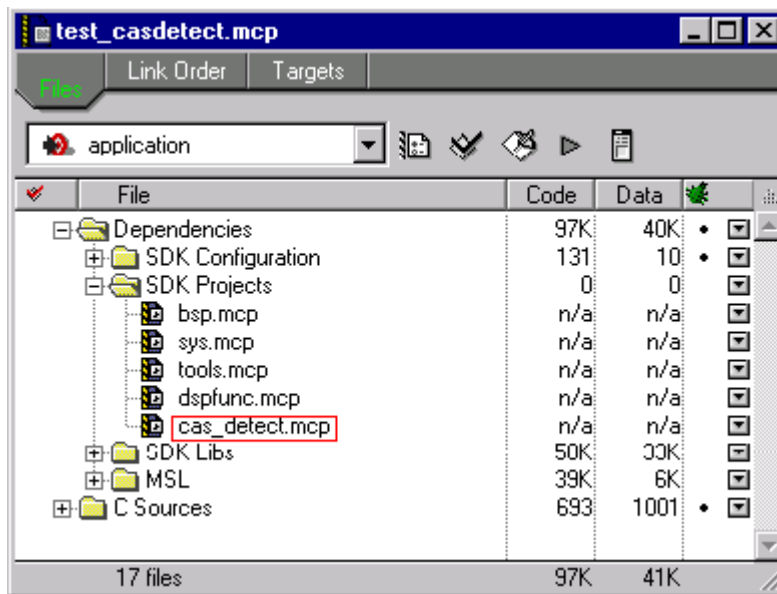 test_casdetect.mcp
Files Link Order Targets
application
File Code Data
Dependencies 97K 40K
SDK Configuration 131 10
SDK Projects 0 0
bsp.mcp n/a n/a
sys.mcp n/a n/a
tools.mcp n/a n/a
dspfunc.mcp n/a n/a
cas_detect.mcp n/a n/a
SDK Libs 50K 33K
MSL 39K 6K
C Sources 693 1001
17 files 97K 41K